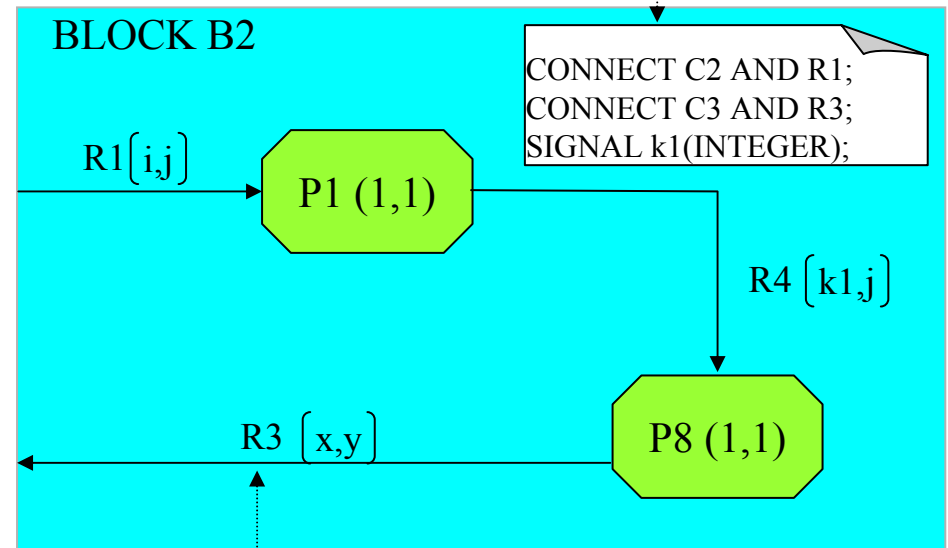 BLOCK B2
CONNECT C2 AND R1;
CONNECT C3 AND R3;
SIGNAL k1(INTEGER);
R1[i,j]
P1 (1,1)
R4 [k1,j]
R3 [x,y]
P8 (1,1)